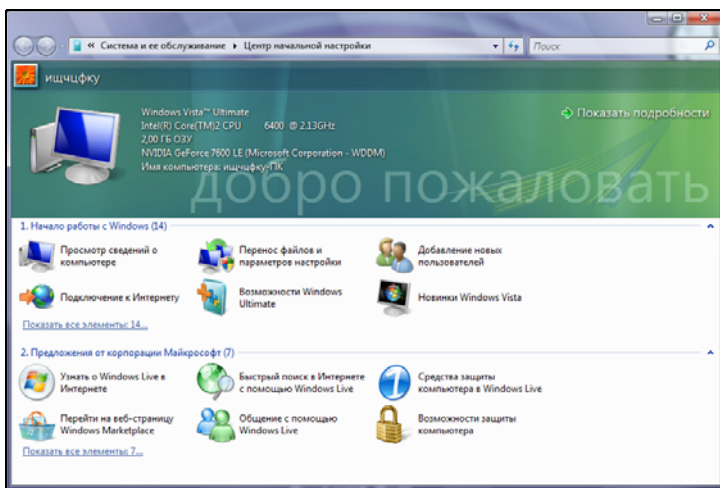 « Система и ее обслуживание ▸ Центр начальной настройки
Поиск
ищчцфку
Windows Vista™ Ultimate
Intel(R) Core(TM)2 CPU 6400 @ 2.13GHz
2,00 ГБ ОЗУ
NVIDIA GeForce 7600 LE (Microsoft Corporation - WDDM)
Имя компьютера: ищчцфку-ПК
Показать подробности
добро пожаловать
1. Начало работы с Windows (14)
Просмотр сведений о
компьютере
Перенос файлов и
параметров настройки
Добавление новых
пользователей
Подключение к Интернету
Возможности Windows
Ultimate
Новинки Windows Vista
Показать все элементы: 14...
2. Предложения от корпорации Майкрософт (7)
Узнать о Windows Live в
Интернете
Быстрый поиск в Интернете
с помощью Windows Live
Средства защиты
компьютера в Windows Live
Перейти на веб-страницу
Windows Marketplace
Общение с помощью
Windows Live
Возможности защиты
компьютера
Показать все элементы: 7...